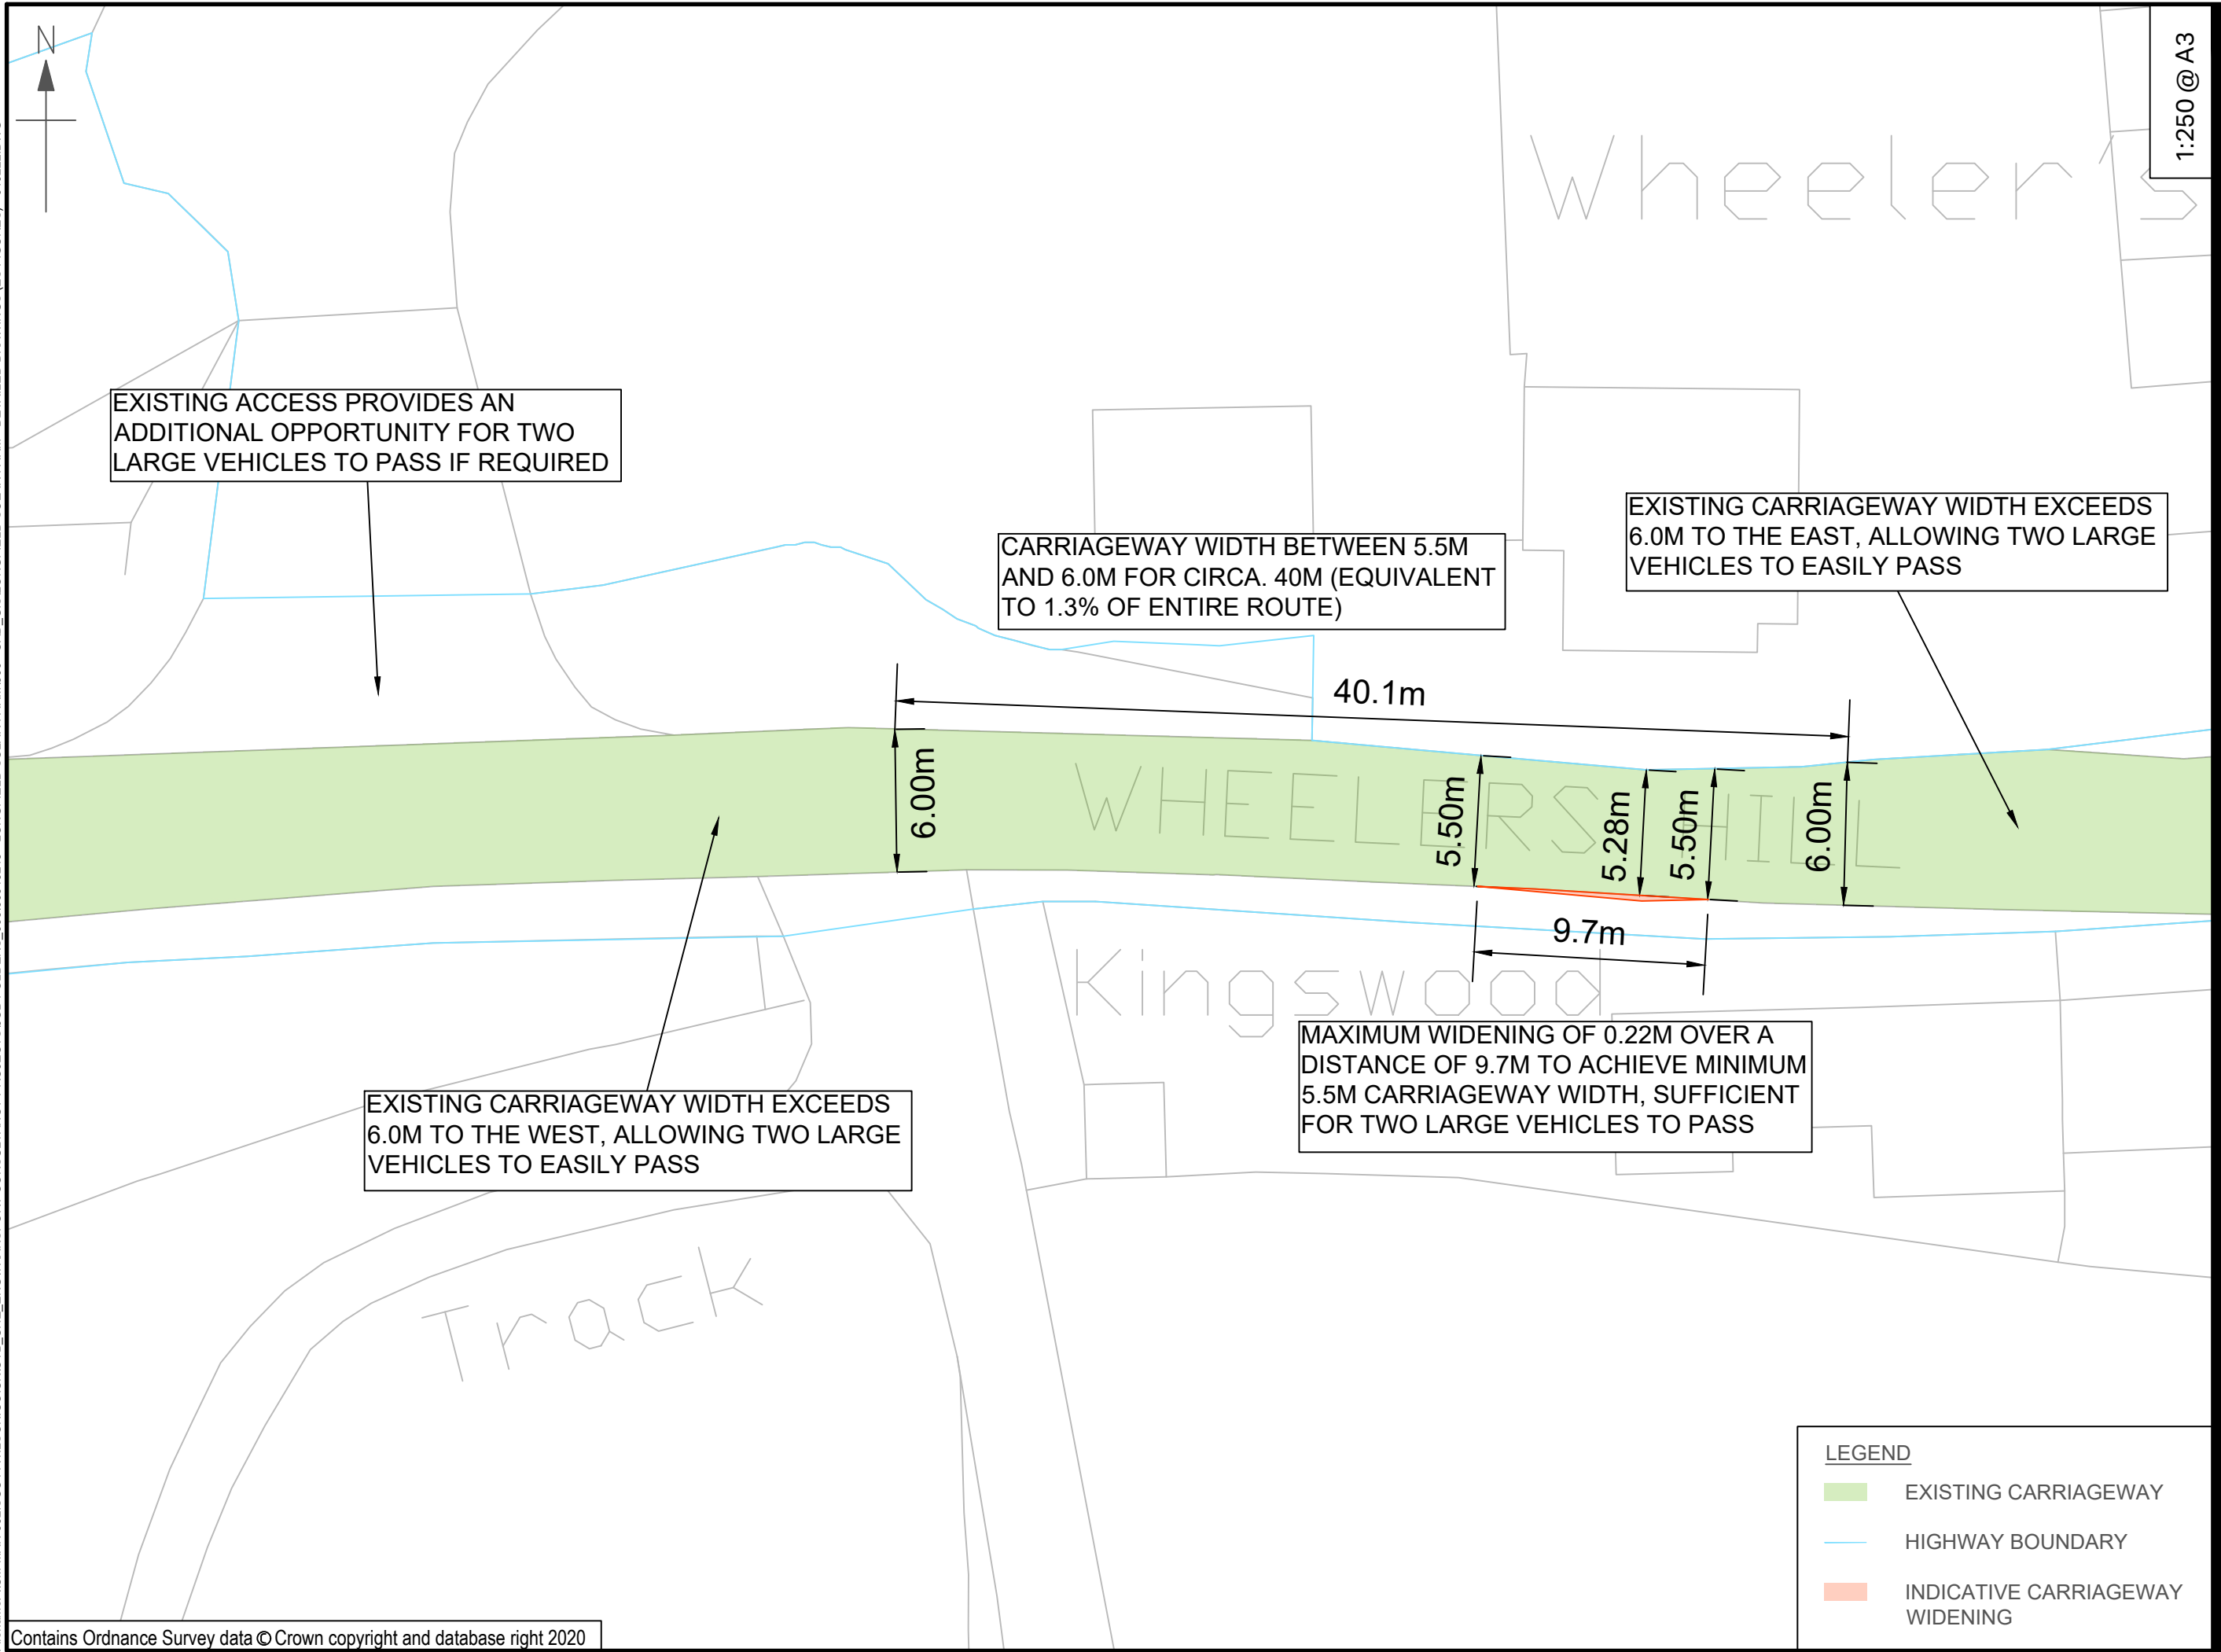 N
1:250 @ A3
Wheeler's
EXISTING ACCESS PROVIDES AN
ADDITIONAL OPPORTUNITY FOR TWO
LARGE VEHICLES TO PASS IF REQUIRED
CARRIAGEWAY WIDTH BETWEEN 5.5M
AND 6.0M FOR CIRCA. 40M (EQUIVALENT
TO 1.3% OF ENTIRE ROUTE)
EXISTING CARRIAGEWAY WIDTH EXCEEDS
6.0M TO THE EAST, ALLOWING TWO LARGE
VEHICLES TO EASILY PASS
40.1m
6.00m
WHEELERS HILL
5.50m
5.28m
5.50m
6.00m
9.7m
Kingswood
MAXIMUM WIDENING OF 0.22M OVER A
DISTANCE OF 9.7M TO ACHIEVE MINIMUM
5.5M CARRIAGEWAY WIDTH, SUFFICIENT
FOR TWO LARGE VEHICLES TO PASS
EXISTING CARRIAGEWAY WIDTH EXCEEDS
6.0M TO THE WEST, ALLOWING TWO LARGE
VEHICLES TO EASILY PASS
Track
LEGEND
EXISTING CARRIAGEWAY
HIGHWAY BOUNDARY
INDICATIVE CARRIAGEWAY
WIDENING
Contains Ordnance Survey data © Crown copyright and database right 2020